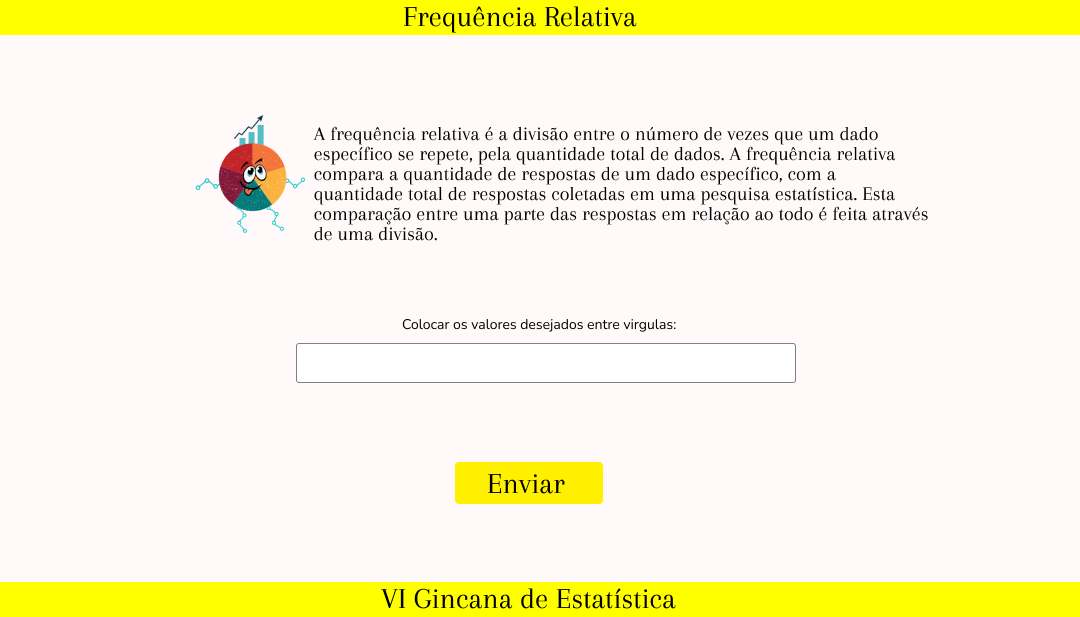 Frequência Relativa
A frequência relativa é a divisão entre o número de vezes que um dado
específico se repete, pela quantidade total de dados. A frequência relativa
compara a quantidade de respostas de um dado específico, com a
quantidade total de respostas coletadas em uma pesquisa estatística. Esta
comparação entre uma parte das respostas em relação ao todo é feita através
de uma divisão.
Colocar os valores desejados entre virgulas:
Enviar
VI Gincana de Estatística